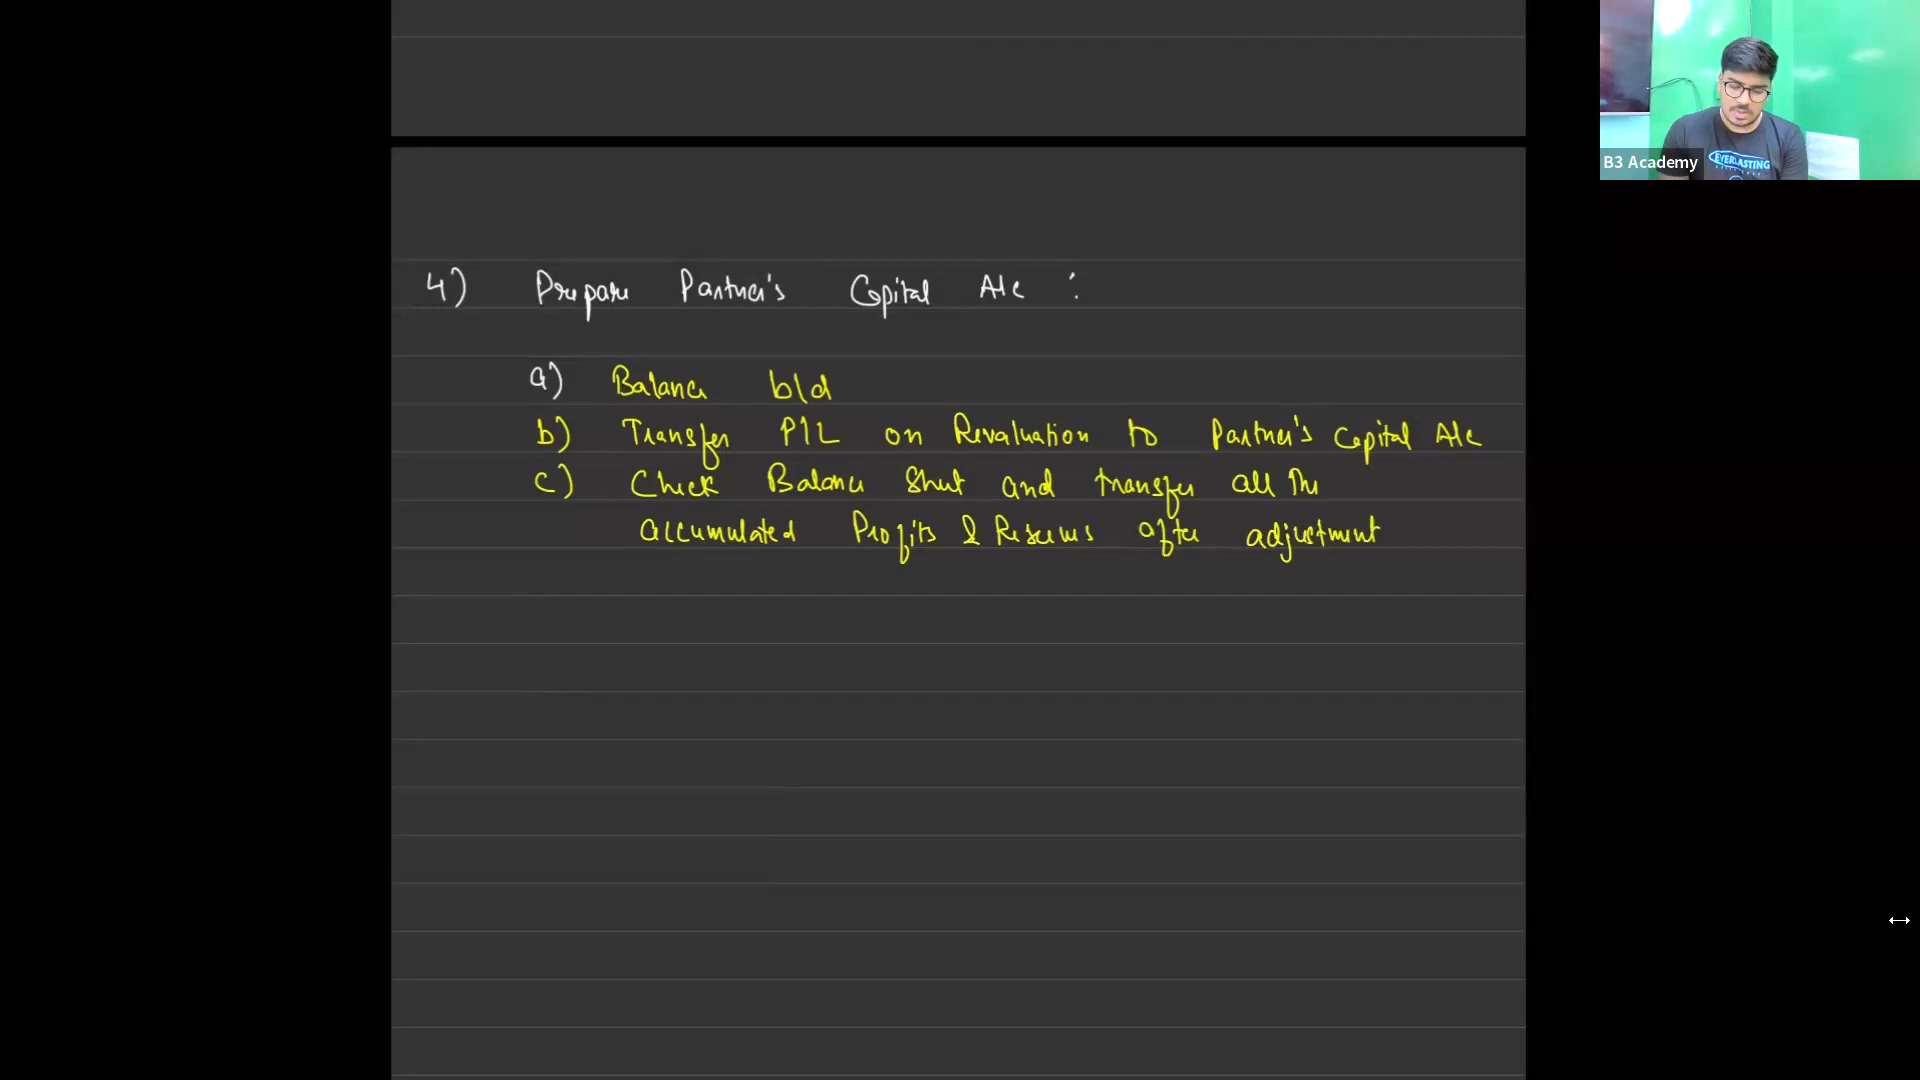 B3 Academy
EVERLASTING
4) Prepare Partner's Capital A/c :
a) Balance b/d
b) Transfer P/L on Revaluation to Partner's Capital A/c
c) Check Balance Sheet and transfer all the
accumulated Profits & Reserves after adjustment